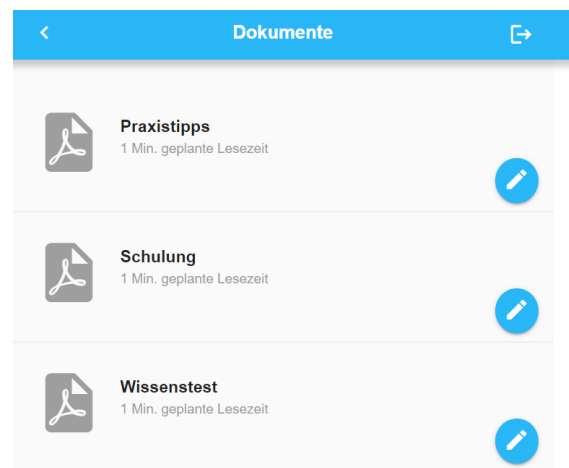 Dokumente
Praxistipps
1 Min. geplante Lesezeit
Schulung
1 Min. geplante Lesezeit
Wissenstest
1 Min. geplante Lesezeit